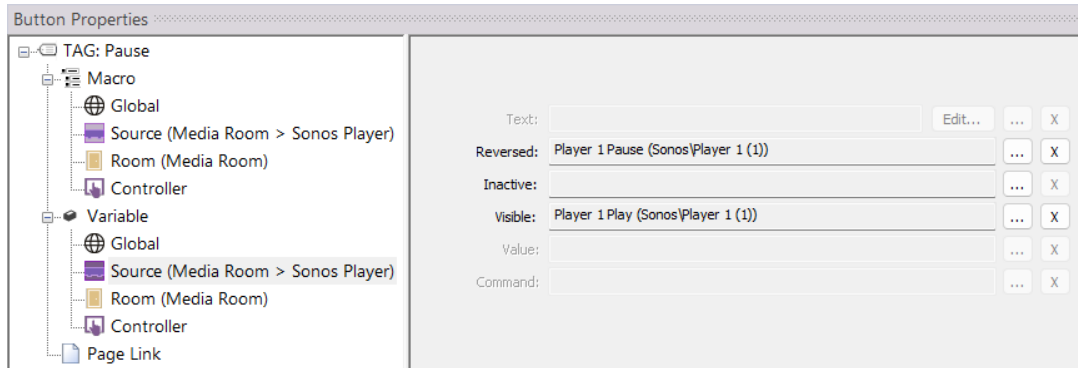 Button Properties
TAG: Pause
Macro
Global
Source (Media Room > Sonos Player)
Room (Media Room)
Controller
Variable
Global
Source (Media Room > Sonos Player)
Room (Media Room)
Controller
Page Link
Text: Edit... ... X
Reversed: Player 1 Pause (Sonos\Player 1 (1)) ... X
Inactive: ... X
Visible: Player 1 Play (Sonos\Player 1 (1)) ... X
Value: ... X
Command: ... X